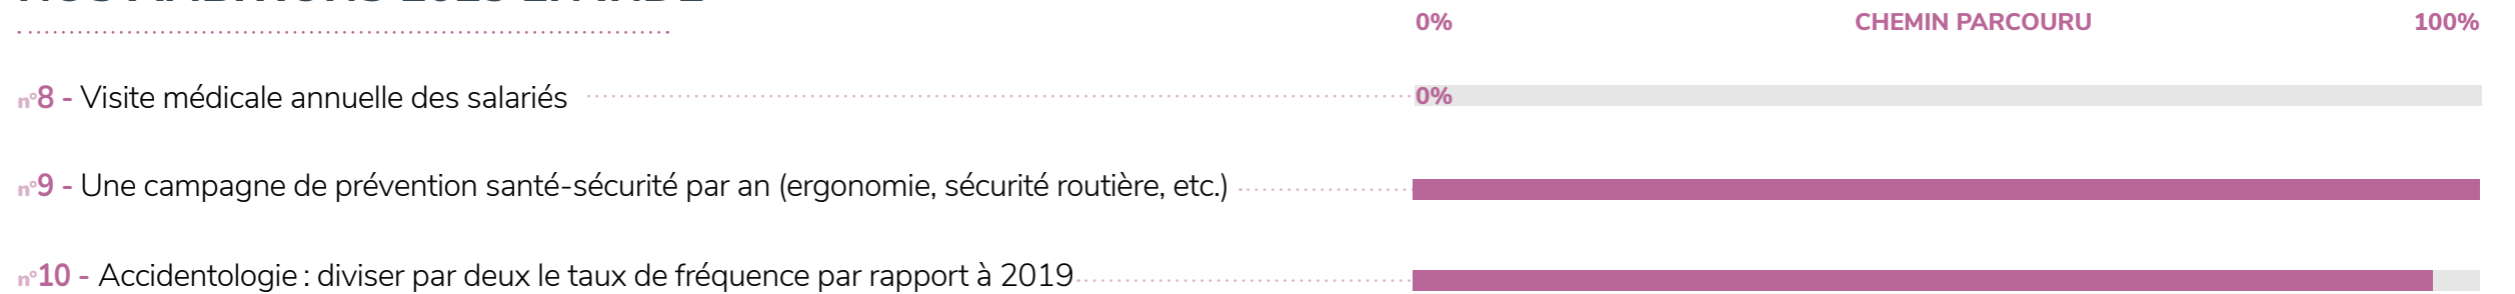 0% CHEMIN PARCOURU 100%
n°8 - Visite médicale annuelle des salariés 0%
n°9 - Une campagne de prévention santé-sécurité par an (ergonomie, sécurité routière, etc.)
n°10 - Accidentologie : diviser par deux le taux de fréquence par rapport à 2019